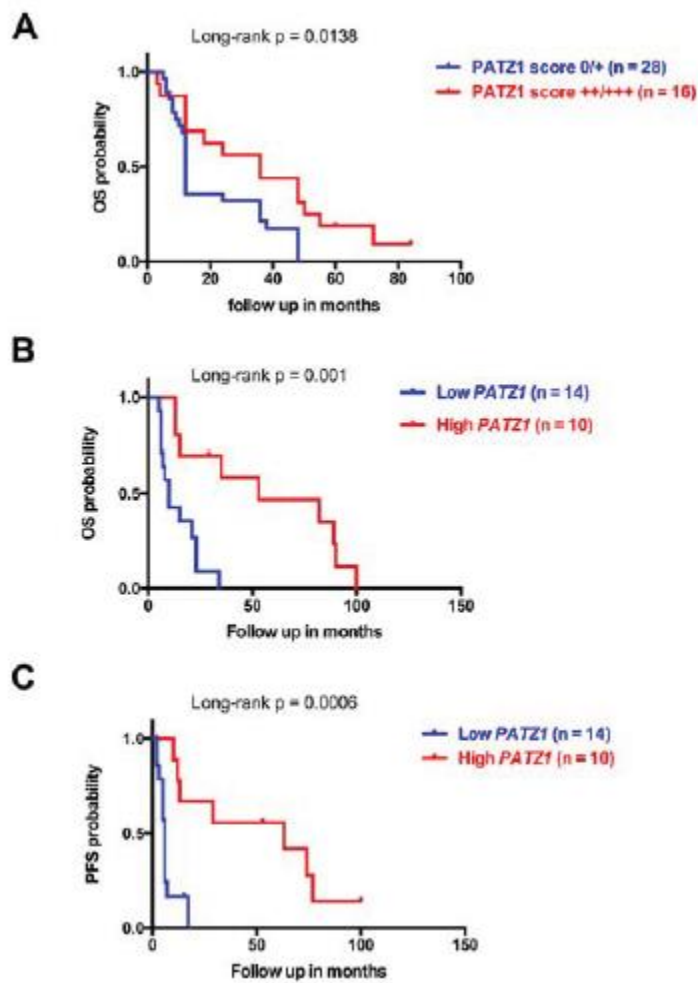 A
Long-rank p = 0.0138
PATZ1 score 0/+ (n = 28)
PATZ1 score ++/+++ (n = 16)
OS probability
1.0
0.5
0.0
0 20 40 60 80 100
follow up in months
B
Long-rank p = 0.001
Low PATZ1 (n = 14)
High PATZ1 (n = 10)
OS probability
1.0
0.5
0.0
0 50 100 150
Follow up in months
C
Long-rank p = 0.0006
Low PATZ1 (n = 14)
High PATZ1 (n = 10)
PFS probability
1.0
0.5
0.0
0 50 100 150
Follow up in months